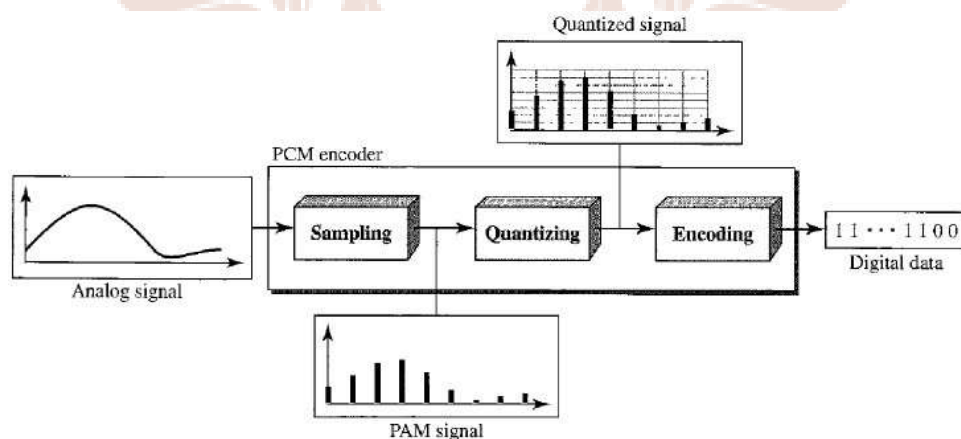 Quantized signal
PCM encoder
Sampling
Quantizing
Encoding
11···1100
Digital data
Analog signal
PAM signal